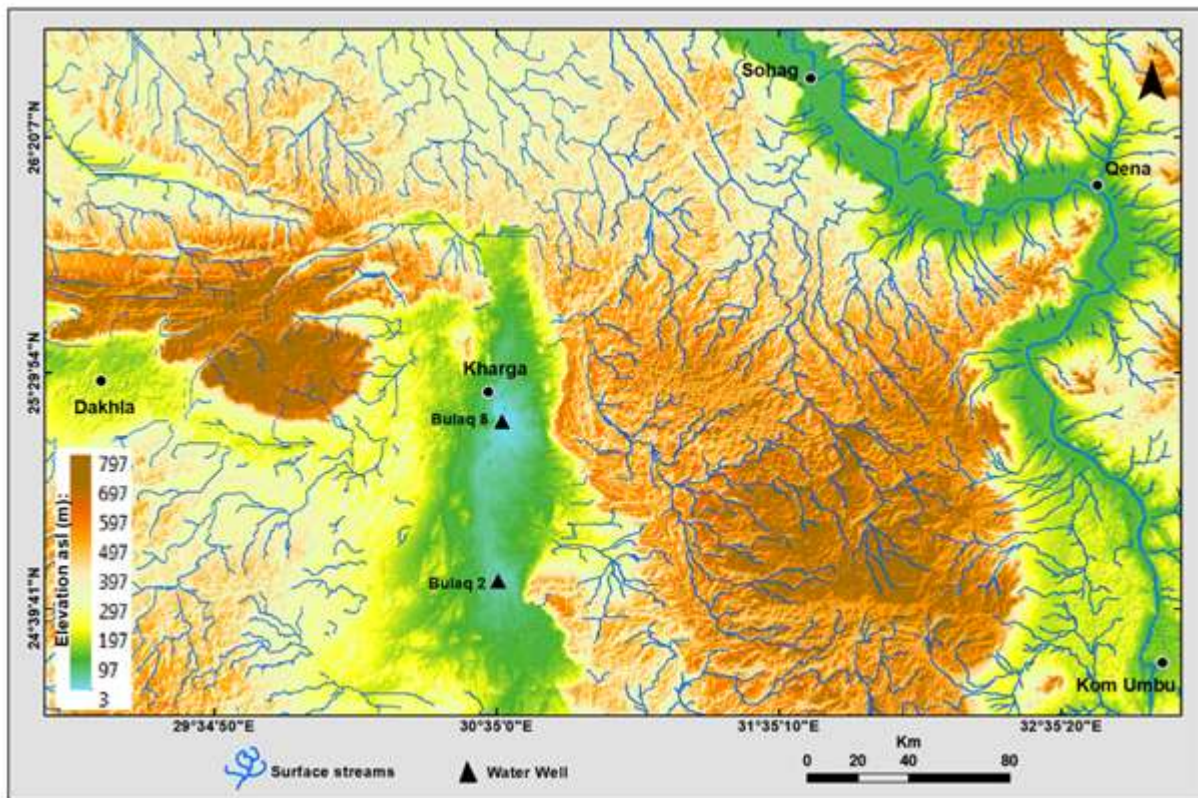 Sohag
26°20'7"N
Qena
25°29'54"N
Kharga
Dakhla
Bulaq 8
Elevation asl (m):
797
697
597
497
397
297
197
97
3
Bulaq 2
24°39'41"N
Kom Umbu
29°34'50"E
30°35'0"E
31°35'10"E
32°35'20"E
Surface streams
Water Well
Km
0 20 40 80